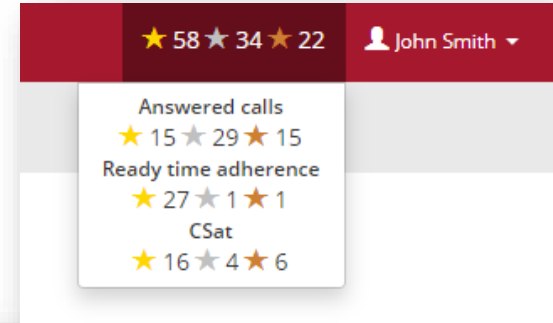 ★ 58 ★ 34 ★ 22 John Smith
Answered calls
★ 15 ★ 29 ★ 15
Ready time adherence
★ 27 ★ 1 ★ 1
CSat
★ 16 ★ 4 ★ 6